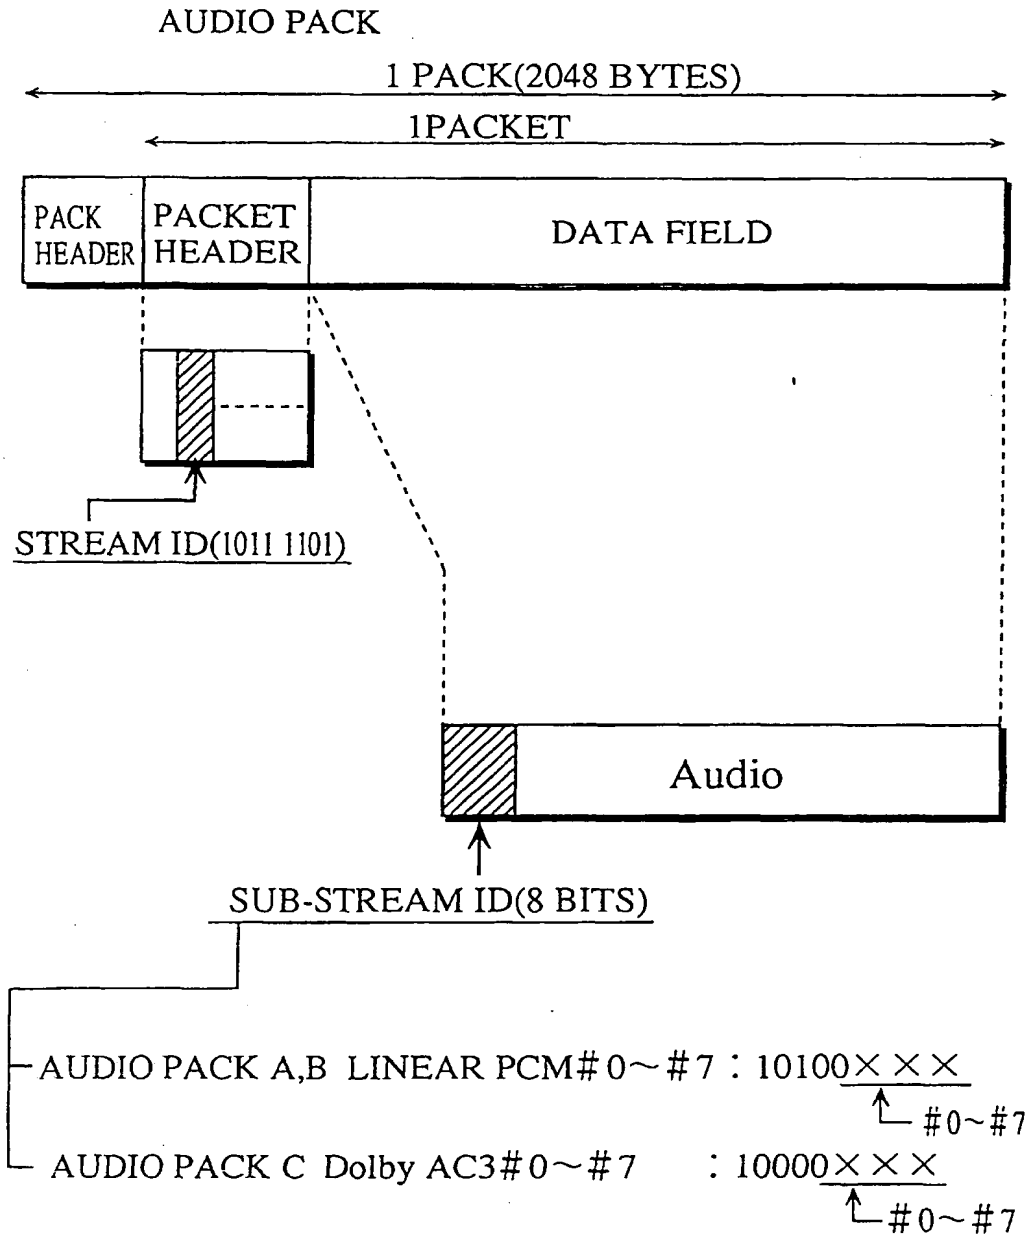 AUDIO PACK
1 PACK(2048 BYTES)
1PACKET
PACK HEADER
PACKET HEADER
DATA FIELD
STREAM ID(1011 1101)
Audio
SUB-STREAM ID(8 BITS)
AUDIO PACK A,B LINEAR PCM#0~#7 : 10100×××
#0~#7
AUDIO PACK C Dolby AC3#0~#7 : 10000×××
#0~#7